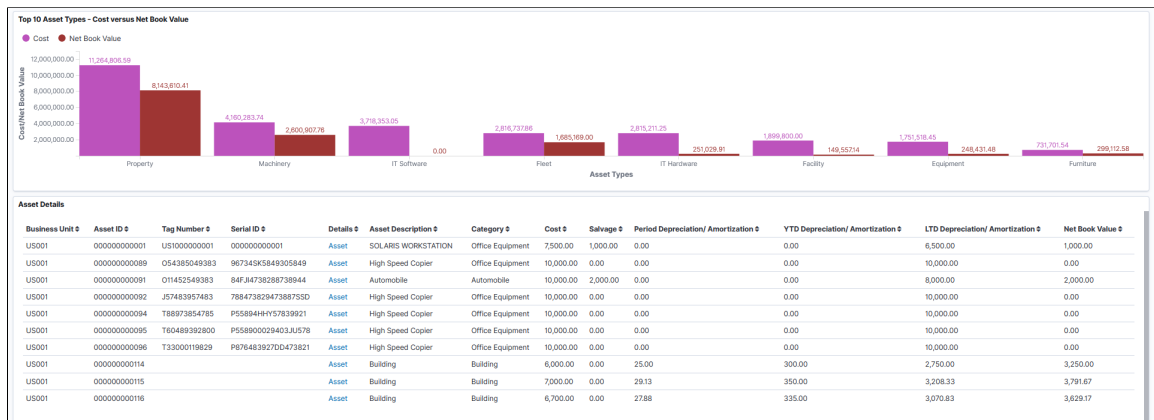 Top 10 Asset Types - Cost versus Net Book Value
Cost Net Book Value
Cost/Net Book Value
12,000,000.00
10,000,000.00
8,000,000.00
6,000,000.00
4,000,000.00
2,000,000.00
11,264,806.59 8,143,610.41 4,160,283.74 2,600,907.76 3,718,353.05 0.00 2,816,737.86 1,685,169.00 2,815,211.25 251,029.91 1,899,800.00 149,557.14 1,751,518.45 248,431.48 731,701.54 299,112.58
Property Machinery IT Software Fleet IT Hardware Facility Equipment Furniture
Asset Types
Asset Details
Business Unit Asset ID Tag Number Serial ID Details Asset Description Category Cost Salvage Period Depreciation/ Amortization YTD Depreciation/ Amortization LTD Depreciation/ Amortization Net Book Value
US001 000000000001 US1000000001 000000000001 Asset SOLARIS WORKSTATION Office Equipment 7,500.00 1,000.00 0.00 0.00 6,500.00 1,000.00
US001 000000000089 O54385049383 96734SK5849305849 Asset High Speed Copier Office Equipment 10,000.00 0.00 0.00 0.00 10,000.00 0.00
US001 000000000091 O11452549383 84FJI4738288738944 Asset Automobile Automobile 10,000.00 2,000.00 0.00 0.00 8,000.00 2,000.00
US001 000000000092 J57483957483 788473829473887SSD Asset High Speed Copier Office Equipment 10,000.00 0.00 0.00 0.00 10,000.00 0.00
US001 000000000094 T88973854785 P55894HHY57839921 Asset High Speed Copier Office Equipment 10,000.00 0.00 0.00 0.00 10,000.00 0.00
US001 000000000095 T60489392800 P558900029403JU578 Asset High Speed Copier Office Equipment 10,000.00 0.00 0.00 0.00 10,000.00 0.00
US001 000000000096 T33000119829 P876483927DD473821 Asset High Speed Copier Office Equipment 10,000.00 0.00 0.00 0.00 10,000.00 0.00
US001 000000000114 Asset Building Building 6,000.00 0.00 25.00 300.00 2,750.00 3,250.00
US001 000000000115 Asset Building Building 7,000.00 0.00 29.13 350.00 3,208.33 3,791.67
US001 000000000116 Asset Building Building 6,700.00 0.00 27.88 335.00 3,070.83 3,629.17